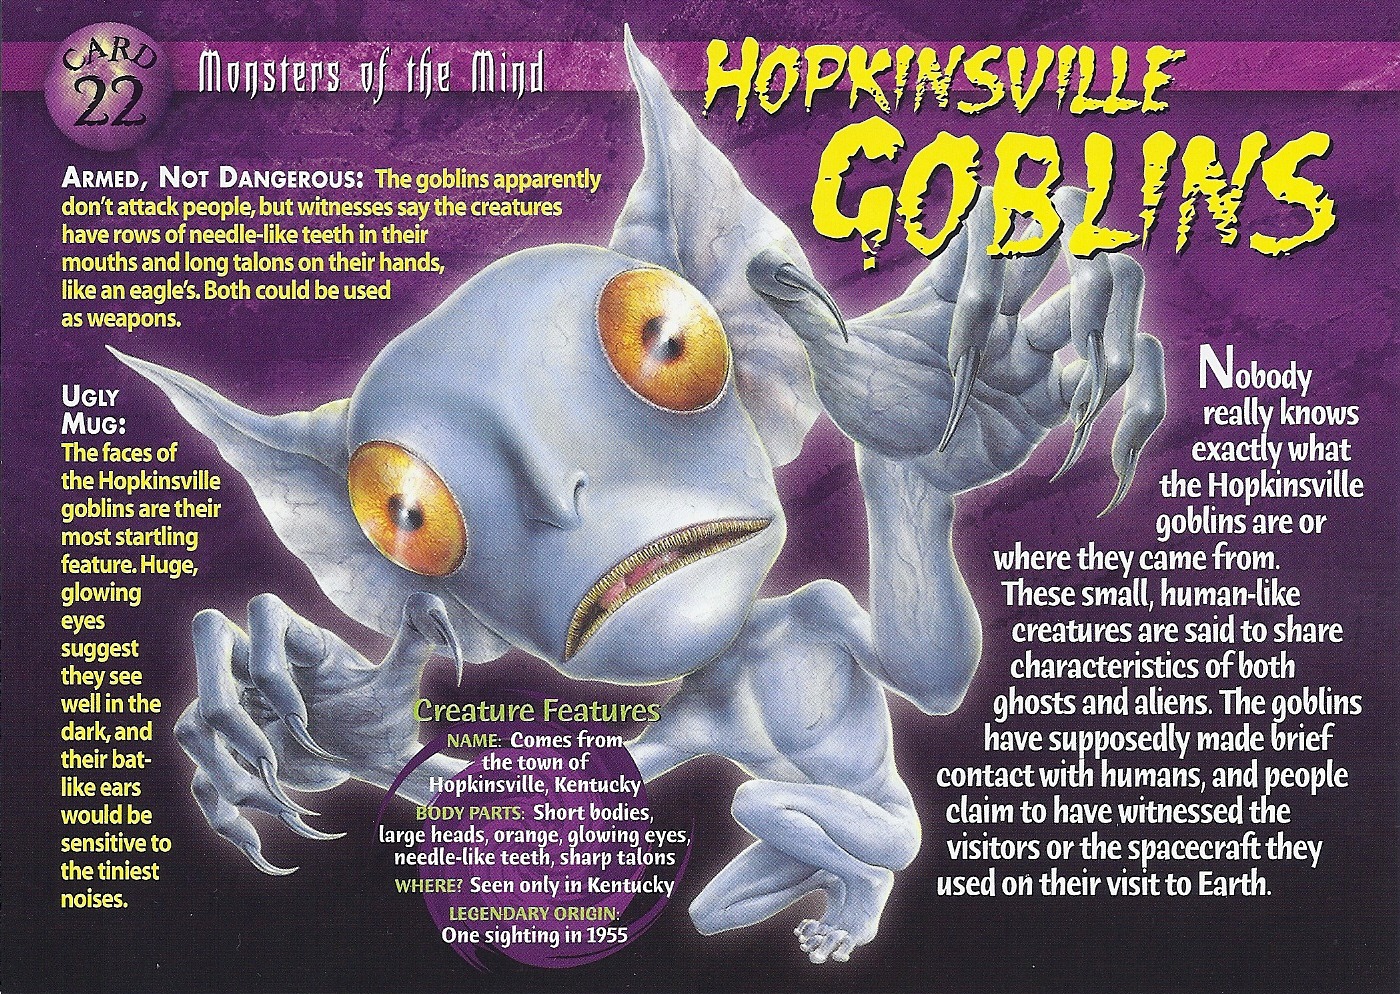 CARD
22
Monsters of the Mind
HOPKINSVILLE
GOBLINS
ARMED, NOT DANGEROUS: The goblins apparently
don't attack people, but witnesses say the creatures
have rows of needle-like teeth in their
mouths and long talons on their hands,
like an eagle's. Both could be used
as weapons.
UGLY
MUG:
The faces of
the Hopkinsville
goblins are their
most startling
feature. Huge,
glowing
eyes
suggest
they see
well in the
dark, and
their bat-
like ears
would be
sensitive to
the tiniest
noises.
Creature Features
NAME: Comes from
the town of
Hopkinsville, Kentucky
BODY PARTS: Short bodies,
large heads, orange, glowing eyes,
needle-like teeth, sharp talons
WHERE? Seen only in Kentucky
LEGENDARY ORIGIN:
One sighting in 1955
Nobody
really knows
exactly what
the Hopkinsville
goblins are or
where they came from.
These small, human-like
creatures are said to share
characteristics of both
ghosts and aliens. The goblins
have supposedly made brief
contact with humans, and people
claim to have witnessed the
visitors or the spacecraft they
used on their visit to Earth.